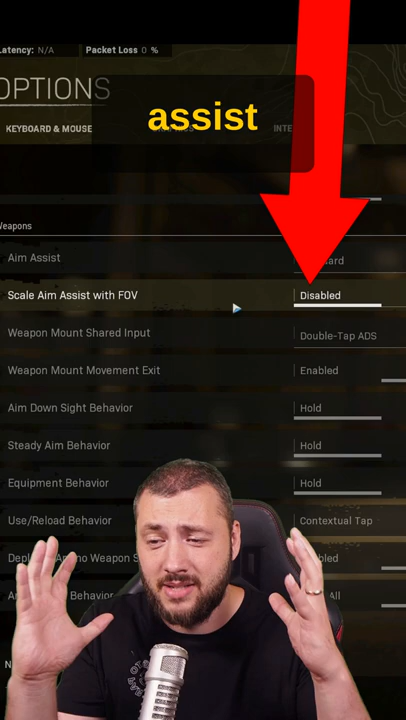 Latency: N/A
Packet Loss 0 %
OPTIONS
assist
KEYBOARD & MOUSE
INTE
Weapons
Aim Assist
Scale Aim Assist with FOV
Disabled
Weapon Mount Shared Input
Double-Tap ADS
Weapon Mount Movement Exit
Enabled
Aim Down Sight Behavior
Hold
Steady Aim Behavior
Hold
Equipment Behavior
Hold
Use/Reload Behavior
Contextual Tap